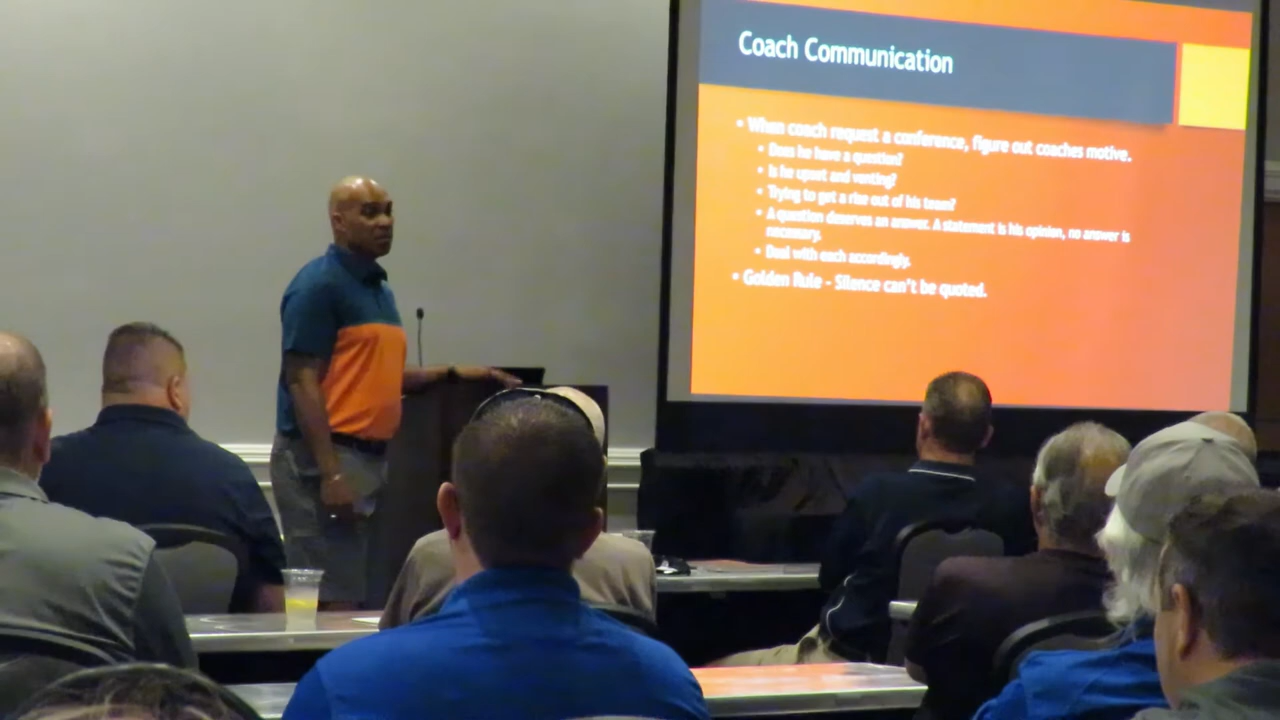 Coach Communication
• When coach request a conference, figure out coaches motive.
• Does he have a question?
• Is he upset and venting?
• Trying to get a rise out of his team?
• A question deserves an answer. A statement is his opinion, no answer is
necessary.
• Deal with each accordingly.
• Golden Rule - Silence can't be quoted.